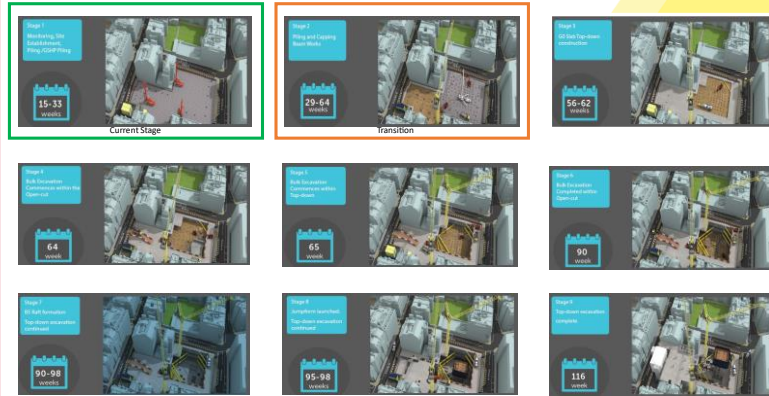 Stage 1
Monitoring, Site
Establishment,
Piling /GSHP Piling
15-33
weeks
Current Stage
Stage 2
Piling and Capping
Beam Works
29-64
weeks
Transition
Stage 3
Top-down
construction
56-62
weeks
Stage 4
Bulk Excavation
Commences within the
Open-cut
64
week
Stage 5
Bulk Excavation
Commences within
Top-down
65
week
Stage 6
Bulk Excavation
Completed within
Open-cut
90
week
Stage 7
Raft formation
Top-down excavation
continued
90-98
weeks
Stage 8
Jumpform launched,
Top-down excavation
continued
95-98
weeks
Stage 9
Top-down excavation
complete
116
week